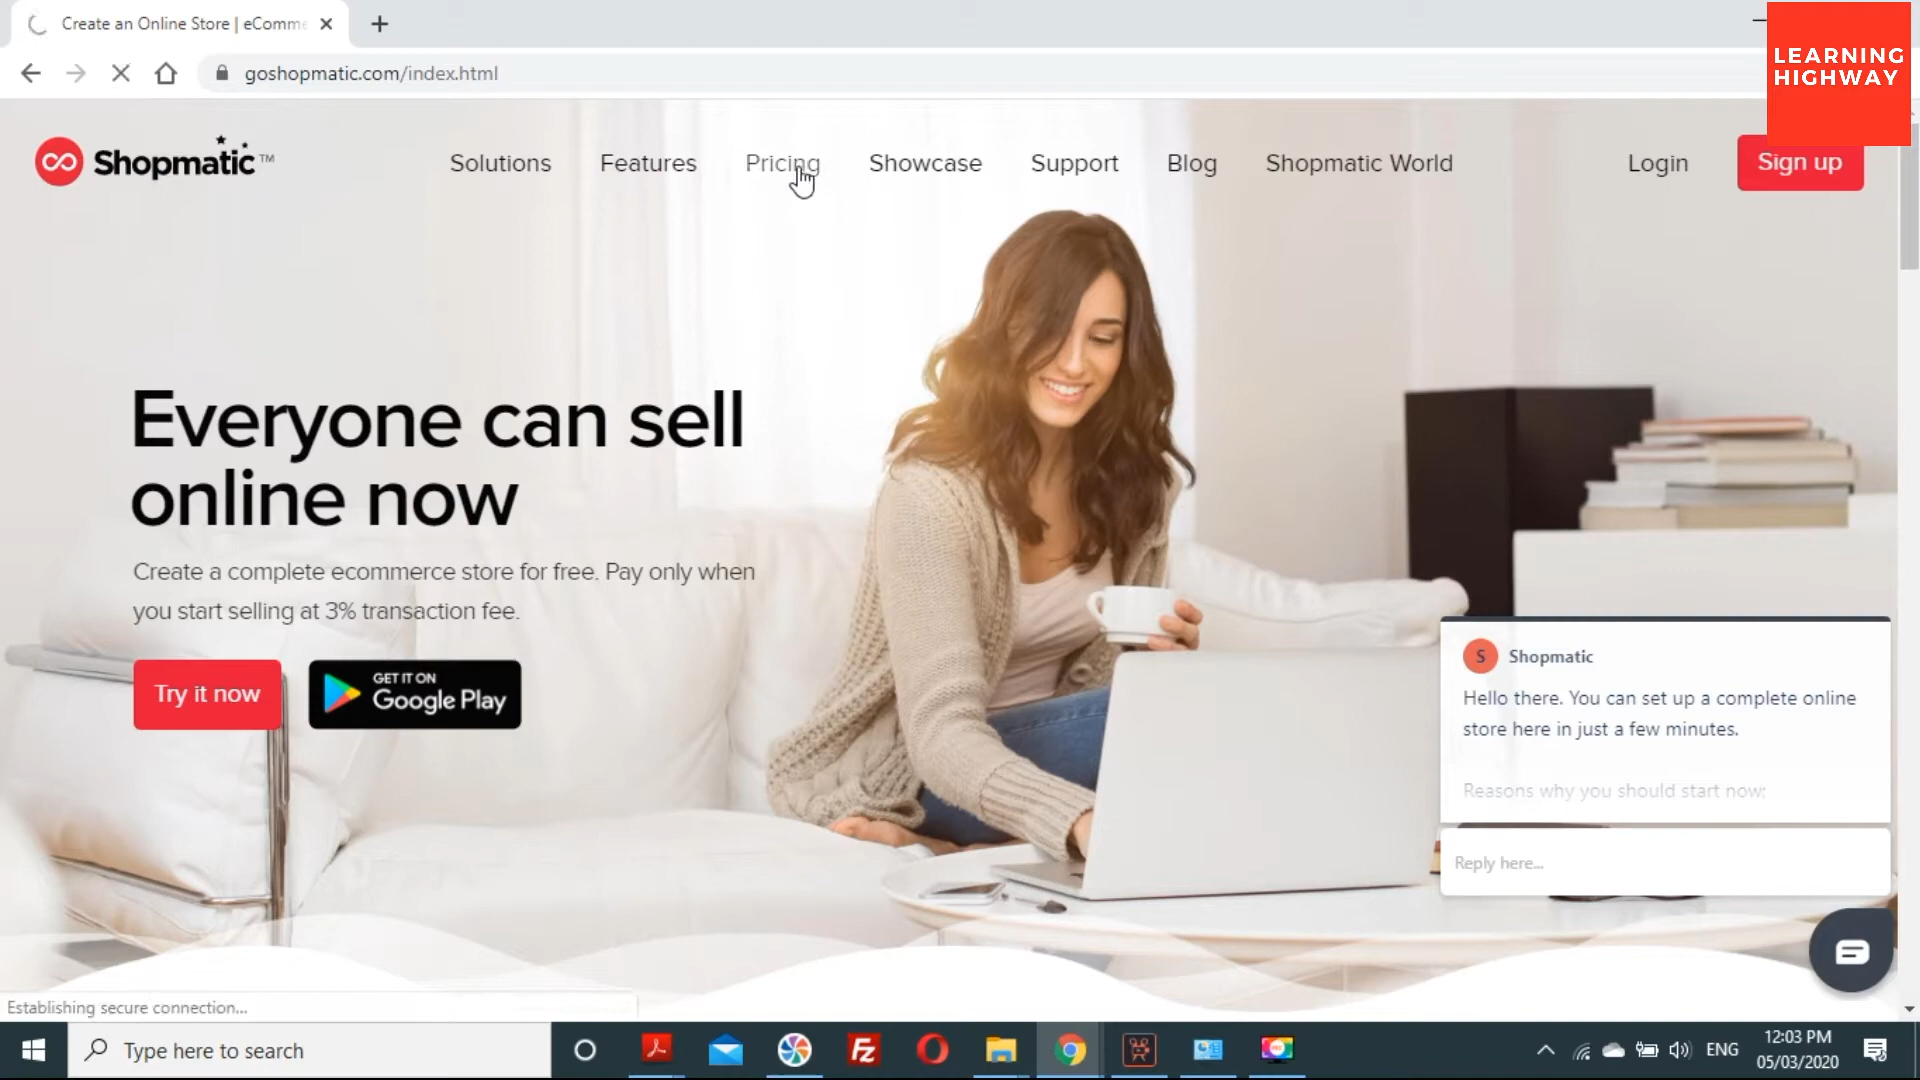 Create an Online Store | eComme
goshopmatic.com/index.html
LEARNING
HIGHWAY
Shopmatic™
Solutions
Features
Pricing
Showcase
Support
Blog
Shopmatic World
Login
Sign up
Everyone can sell
online now
Create a complete ecommerce store for free. Pay only when
you start selling at 3% transaction fee.
Try it now
GET IT ON
Google Play
S
Shopmatic
Hello there. You can set up a complete online
store here in just a few minutes.
Reasons why you should start now:
Reply here...
Establishing secure connection...
Type here to search
Fz
ENG
12:03 PM
05/03/2020